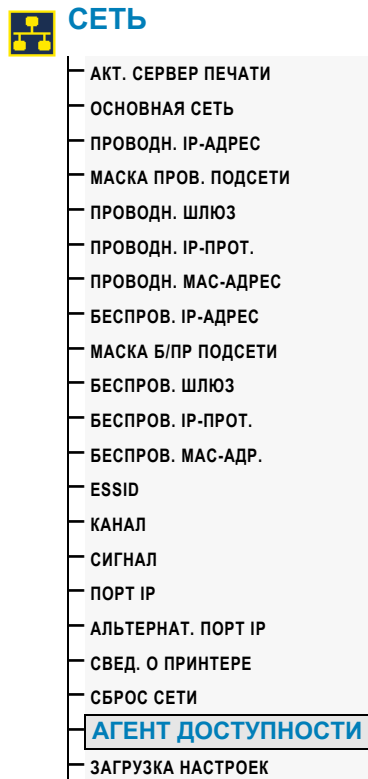 СЕТЬ
АКТ. СЕРВЕР ПЕЧАТИ
ОСНОВНАЯ СЕТЬ
ПРОВОДН. IP-АДРЕС
МАСКА ПРОВ. ПОДСЕТИ
ПРОВОДН. ШЛЮЗ
ПРОВОДН. IP-ПРОТ.
ПРОВОДН. MAC-АДРЕС
БЕСПРОВ. IP-АДРЕС
МАСКА Б/ПР ПОДСЕТИ
БЕСПРОВ. ШЛЮЗ
БЕСПРОВ. IP-ПРОТ.
БЕСПРОВ. MAC-АДР.
ESSID
КАНАЛ
СИГНАЛ
ПОРТ IP
АЛЬТЕРНАТ. ПОРТ IP
СВЕД. О ПРИНТЕРЕ
СБРОС СЕТИ
АГЕНТ ДОСТУПНОСТИ
ЗАГРУЗКА НАСТРОЕК